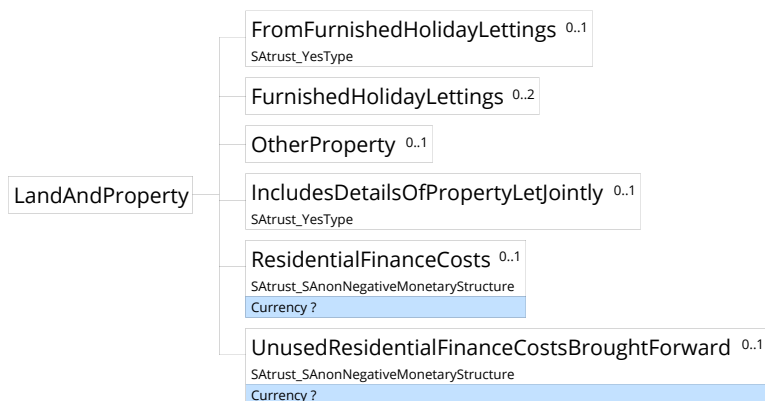 FromFurnishedHolidayLettings 0..1
SAtrust_YesType
FurnishedHolidayLettings 0..2
OtherProperty 0..1
LandAndProperty
IncludesDetailsOfPropertyLetJointly 0..1
SAtrust_YesType
ResidentialFinanceCosts 0..1
SAtrust_SAnonNegativeMonetaryStructure
Currency ?
UnusedResidentialFinanceCostsBroughtForward 0..1
SAtrust_SAnonNegativeMonetaryStructure
Currency ?